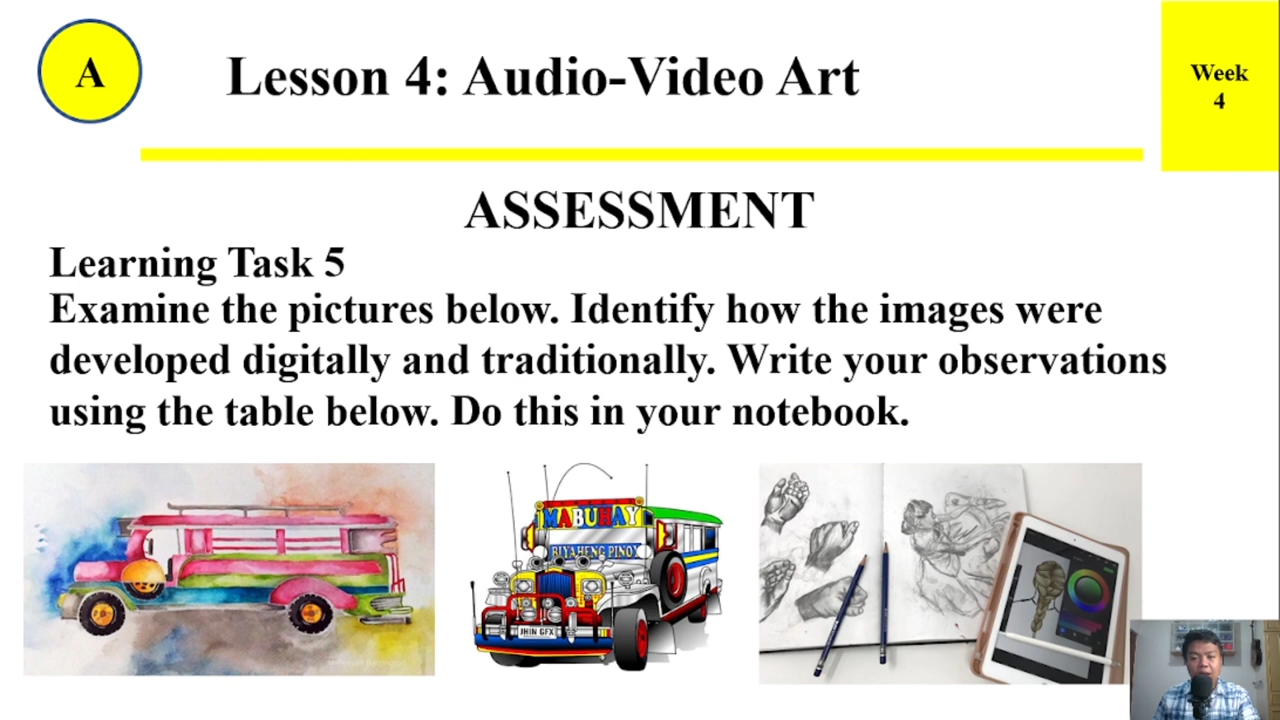 A
Lesson 4: Audio-Video Art
Week
4
ASSESSMENT
Learning Task 5
Examine the pictures below. Identify how the images were
developed digitally and traditionally. Write your observations
using the table below. Do this in your notebook.
MABUHAY
BIYAHENG PINOY
JHIN GFX